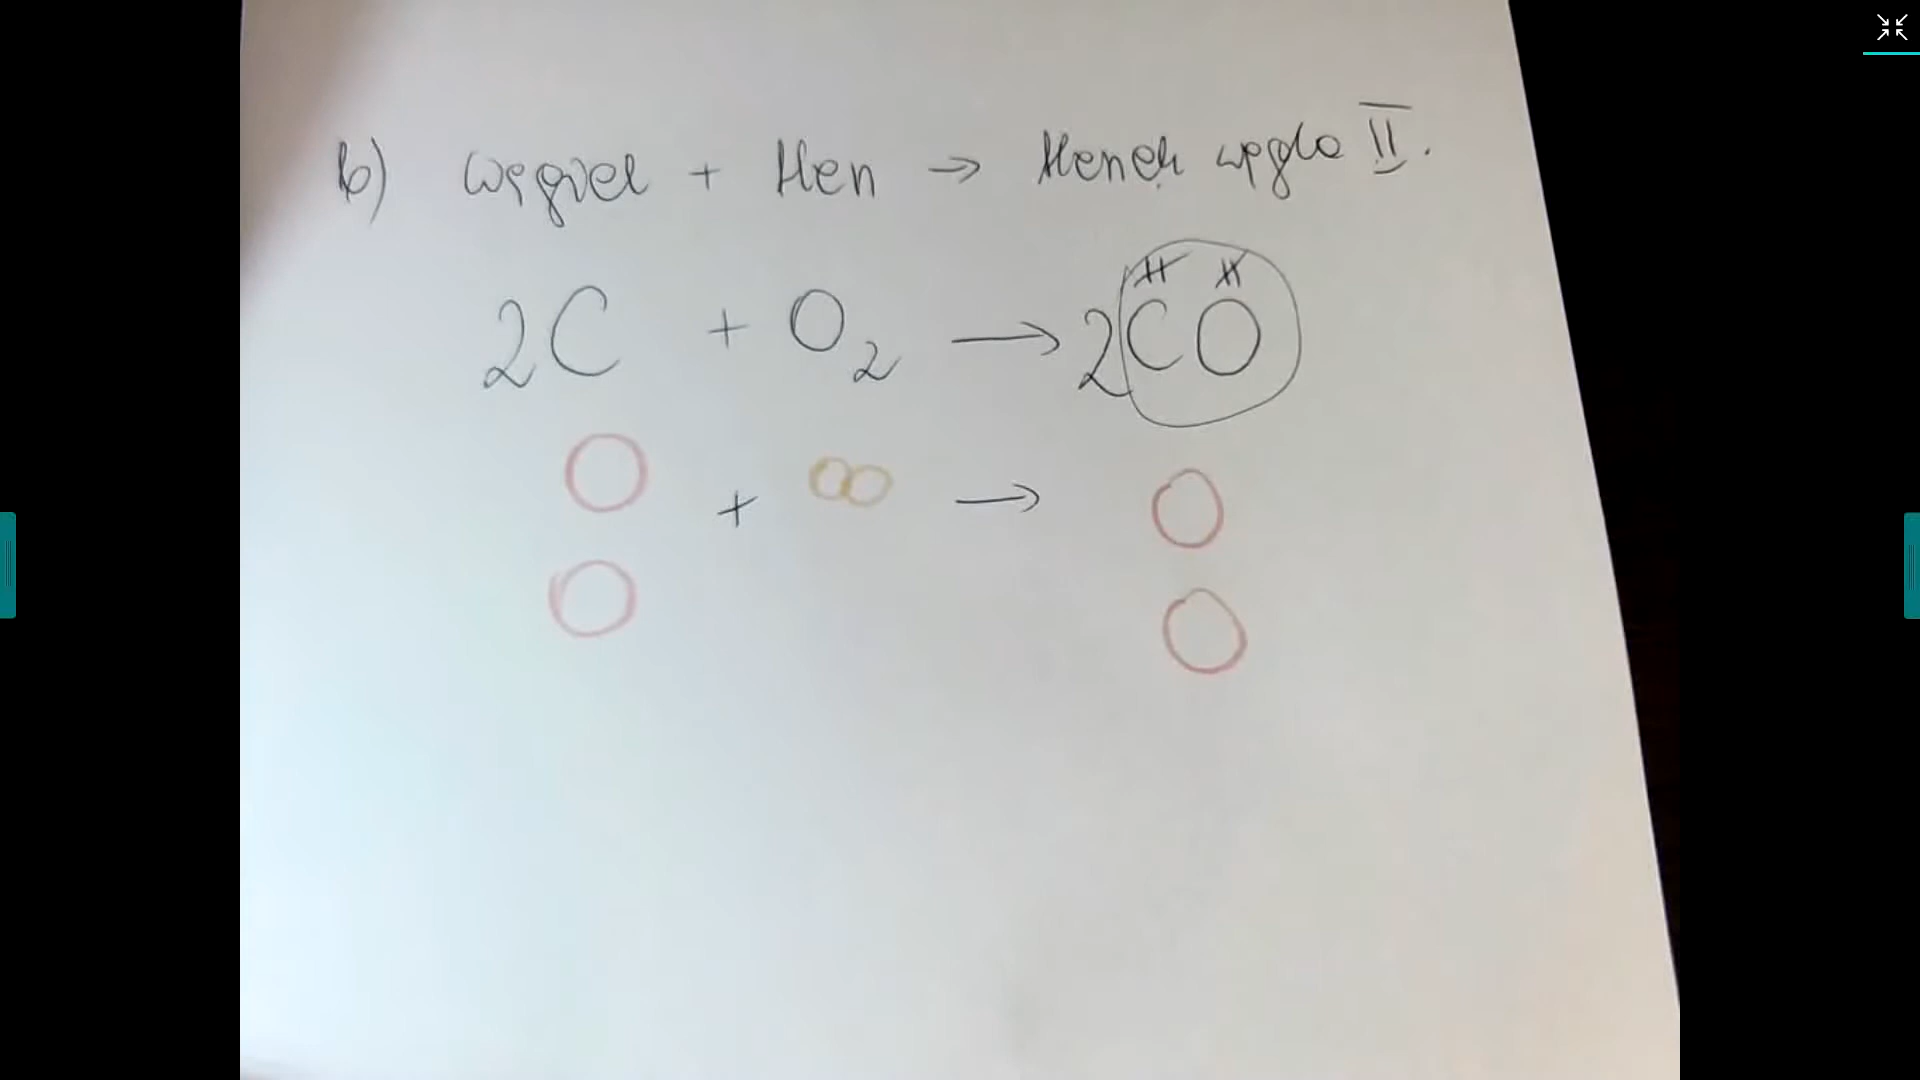 b) węgiel + tlen → tlenek węgla II.
2C + O₂ → 2CO
+ →